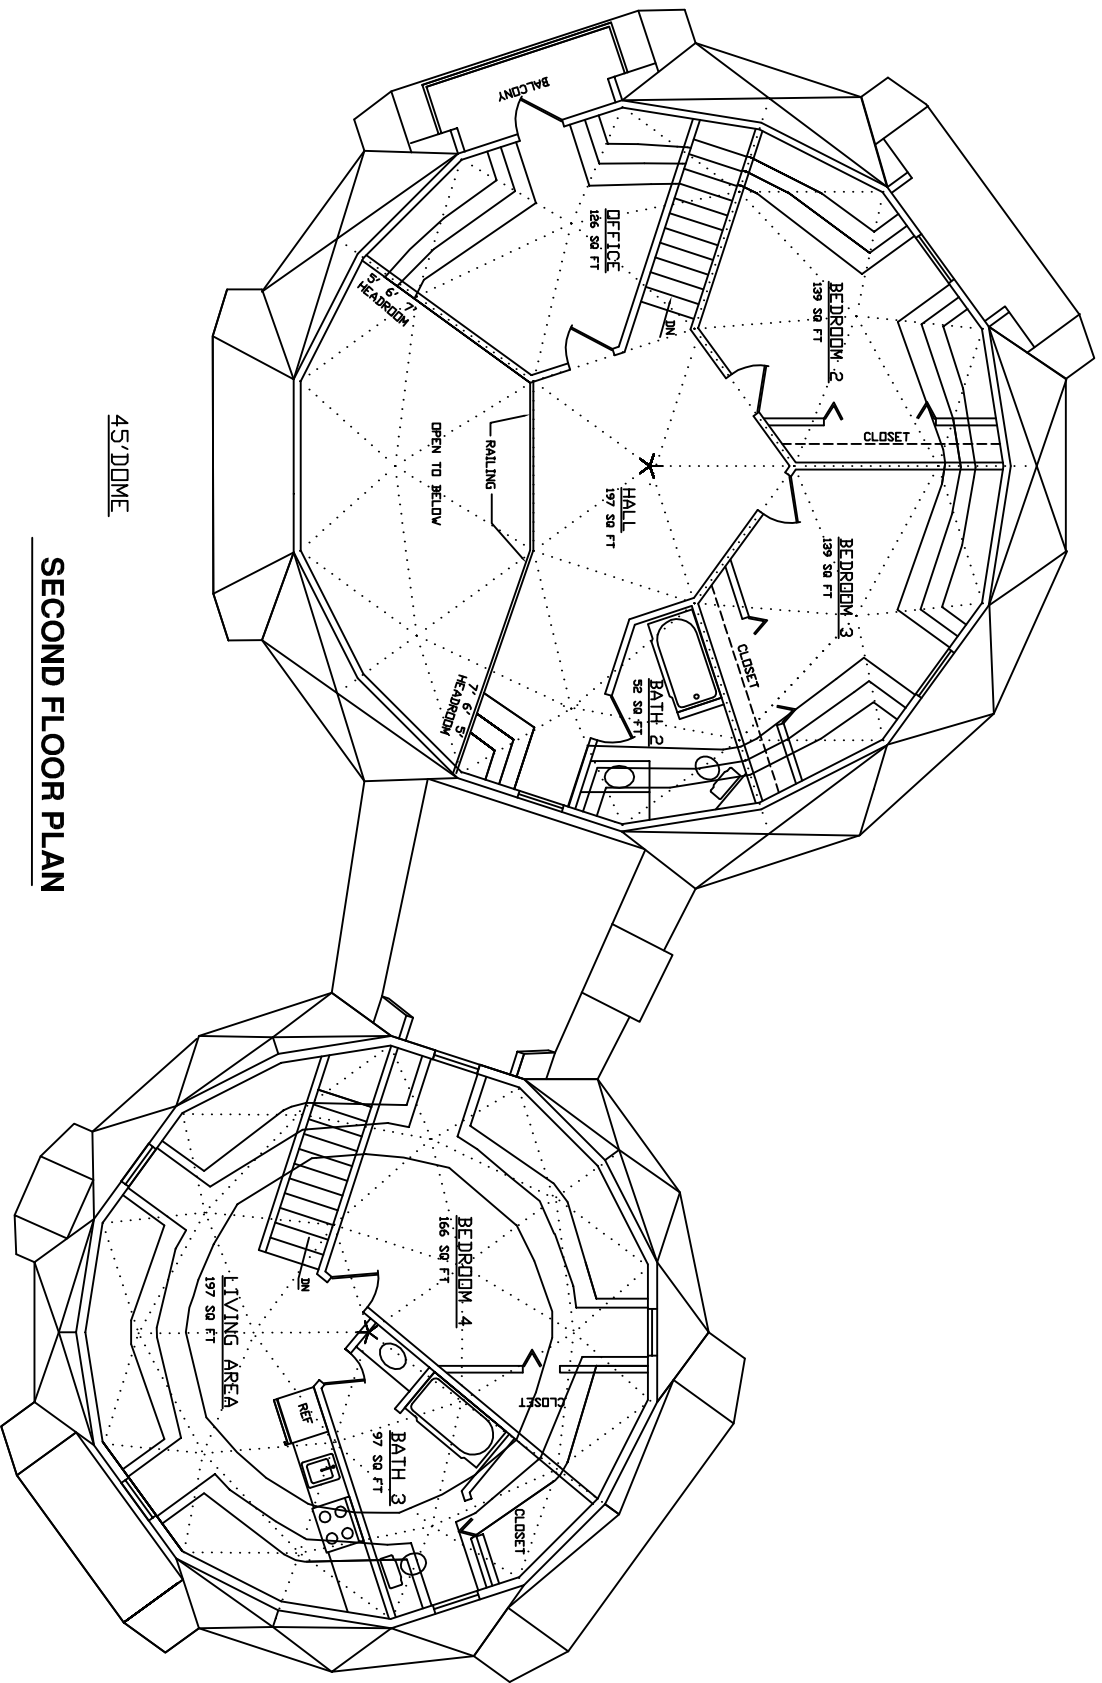 BALCONY
OFFICE
126 SQ FT
DN
BEDROOM 2
139 SQ FT
CLOSET
5' 6' 7'
HEADROOM
HALL
197 SQ FT
RAILING
OPEN TO BELOW
BEDROOM 3
139 SQ FT
CLOSET
BATH 2
52 SQ FT
7' 6' 5'
HEADROOM
45'DOME
SECOND FLOOR PLAN
BEDROOM 4
166 SQ FT
DN
LIVING AREA
197 SQ FT
CLOSET
REF
BATH 3
97 SQ FT
CLOSET